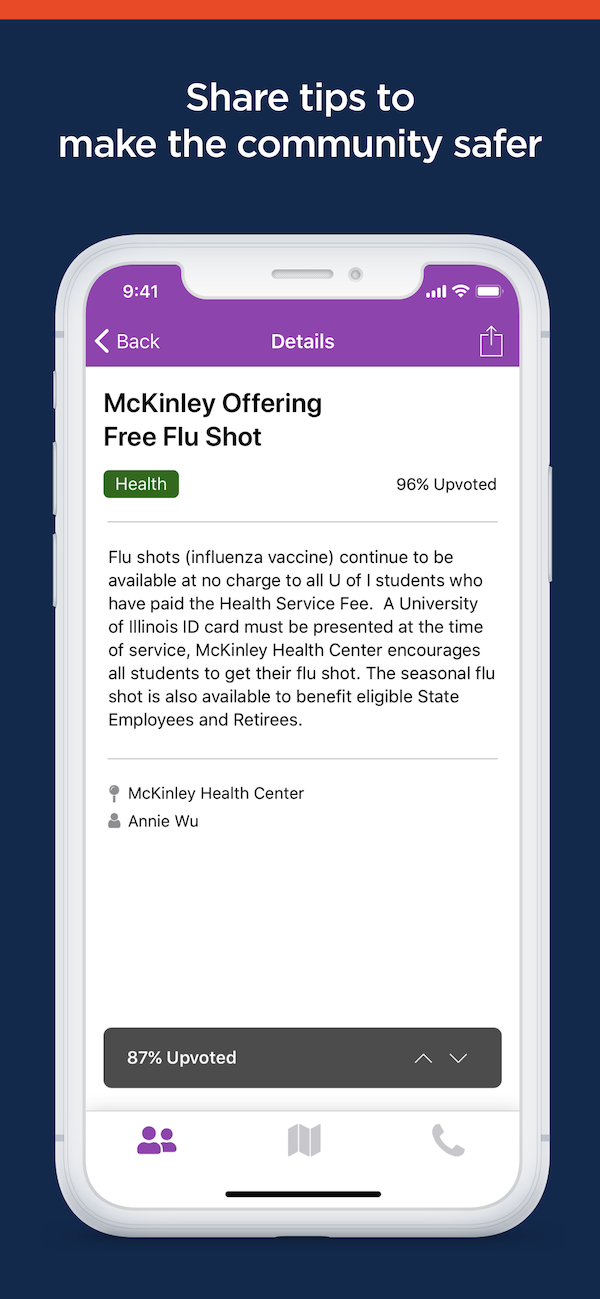 Share tips to
make the community safer
9:41
Back
Details
McKinley Offering
Free Flu Shot
Health
96% Upvoted
Flu shots (influenza vaccine) continue to be
available at no charge to all U of I students who
have paid the Health Service Fee.  A University
of Illinois ID card must be presented at the time
of service, McKinley Health Center encourages
all students to get their flu shot. The seasonal flu
shot is also available to benefit eligible State
Employees and Retirees.
McKinley Health Center
Annie Wu
87% Upvoted